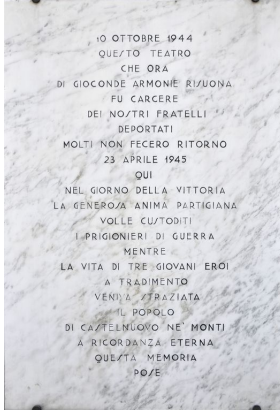 10 OTTOBRE 1944
QUESTO TEATRO
CHE ORA
DI GIOCONDE ARMONIE RISUONA
FU CARCERE
DEI NOSTRI FRATELLI
DEPORTATI
MOLTI NON FECERO RITORNO
23 APRILE 1945
QUI
NEL GIORNO DELLA VITTORIA
LA GENEROSA ANIMA PARTIGIANA
VOLLE CUSTODITI
I PRIGIONIERI DI GUERRA
MENTRE
LA VITA DI TRE GIOVANI EROI
A TRADIMENTO
VENIVA STRAZIATA
IL POPOLO
DI CASTELNUOVO NE' MONTI
A RICORDANZA ETERNA
QUESTA MEMORIA
POSE